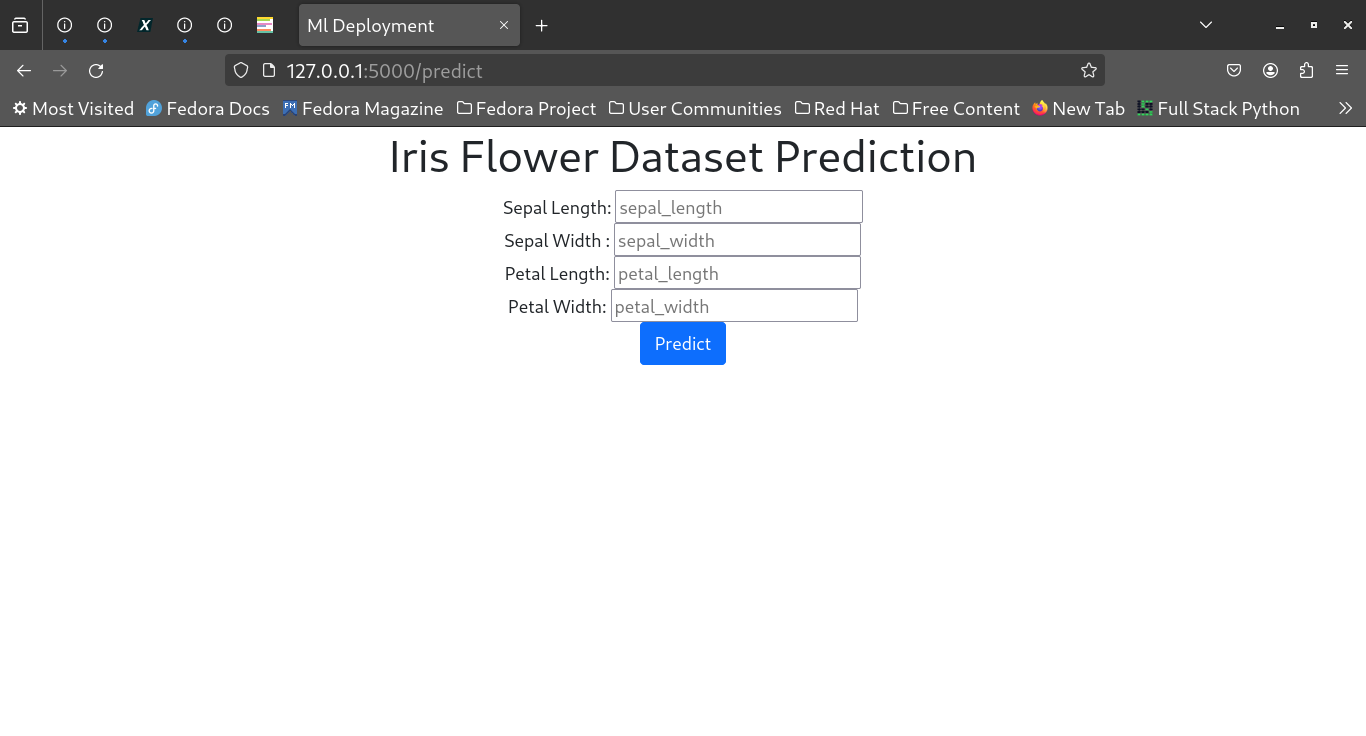 Ml Deployment
127.0.0.1:5000/predict
Most Visited Fedora Docs Fedora Magazine Fedora Project User Communities Red Hat Free Content New Tab Full Stack Python
Iris Flower Dataset Prediction
Sepal Length: sepal_length
Sepal Width : sepal_width
Petal Length: petal_length
Petal Width: petal_width
Predict